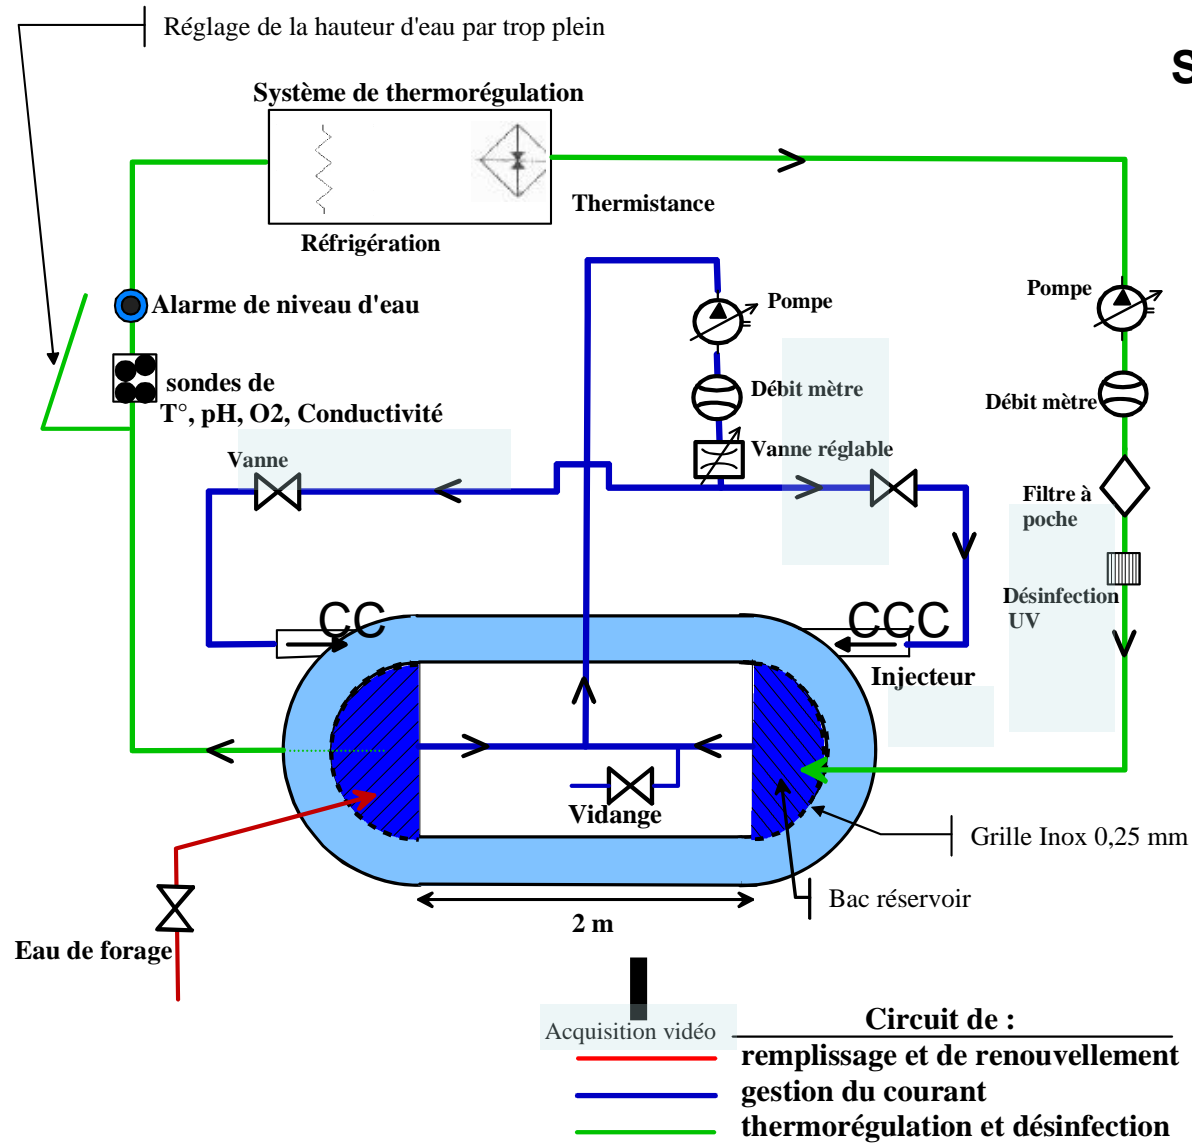 Réglage de la hauteur d'eau par trop plein
S
Système de thermorégulation
Thermistance
Réfrigération
Alarme de niveau d'eau
Pompe
Pompe
sondes de
T°, pH, O2, Conductivité
Débit mètre
Débit mètre
Vanne
Vanne réglable
Filtre à
poche
Désinfection
UV
CC
CCC
Injecteur
Vidange
Grille Inox 0,25 mm
Bac réservoir
2 m
Eau de forage
Acquisition vidéo
Circuit de :
remplissage et de renouvellement
gestion du courant
thermorégulation et désinfection